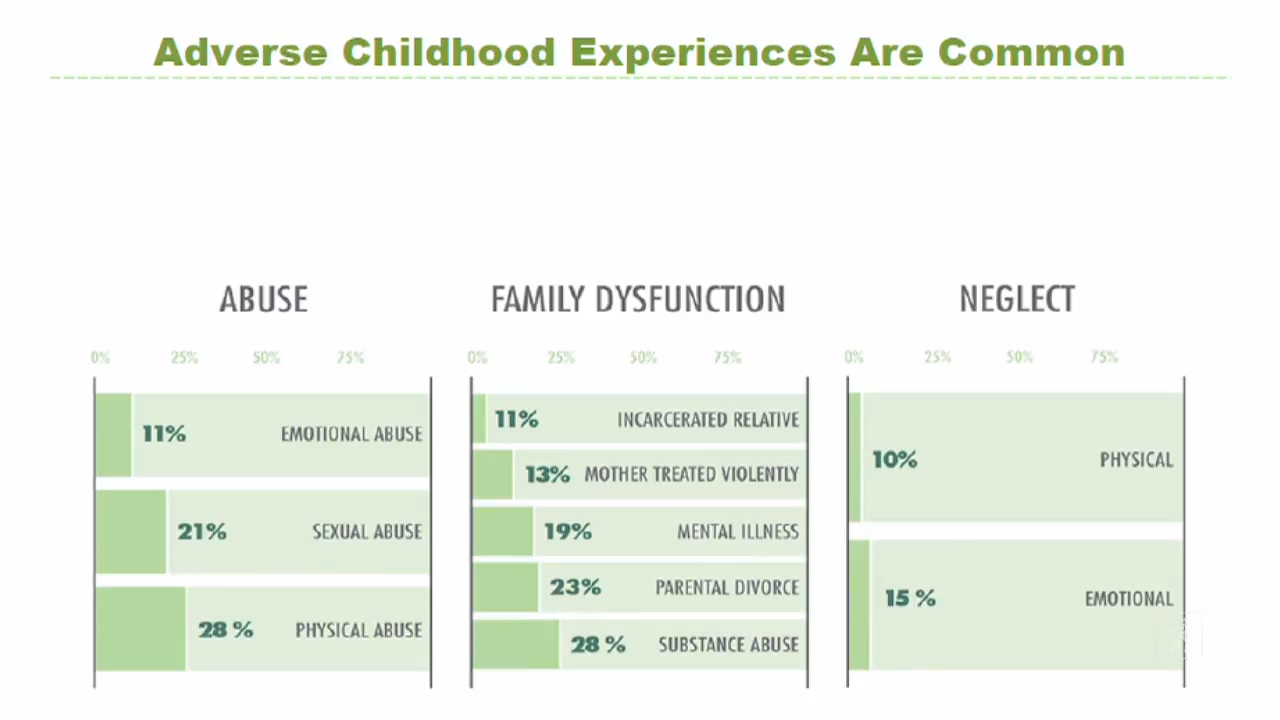 Adverse Childhood Experiences Are Common
ABUSE
0% 25% 50% 75%
11% EMOTIONAL ABUSE
21% SEXUAL ABUSE
28 % PHYSICAL ABUSE
FAMILY DYSFUNCTION
0% 25% 50% 75%
11% INCARCERATED RELATIVE
13% MOTHER TREATED VIOLENTLY
19% MENTAL ILLNESS
23% PARENTAL DIVORCE
28 % SUBSTANCE ABUSE
NEGLECT
0% 25% 50% 75%
10% PHYSICAL
15 % EMOTIONAL